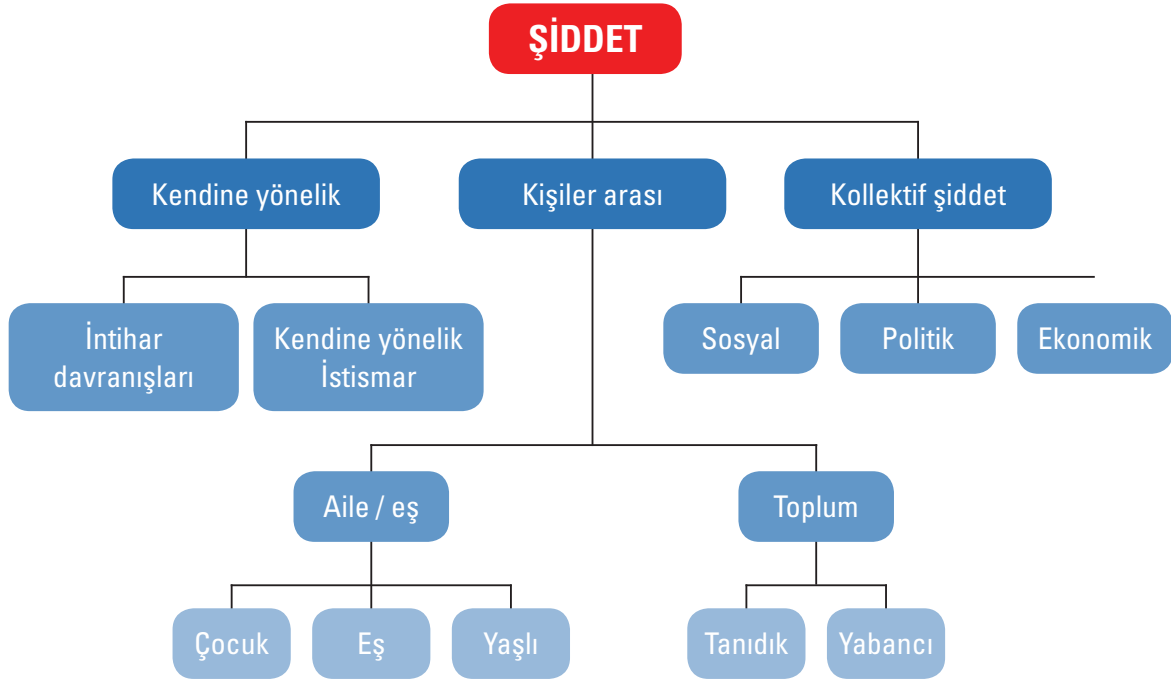 ŞİDDET
Kendine yönelik
Kişiler arası
Kollektif şiddet
İntihar
davranışları
Kendine yönelik
İstismar
Sosyal
Politik
Ekonomik
Aile / eş
Toplum
Çocuk
Eş
Yaşlı
Tanıdık
Yabancı